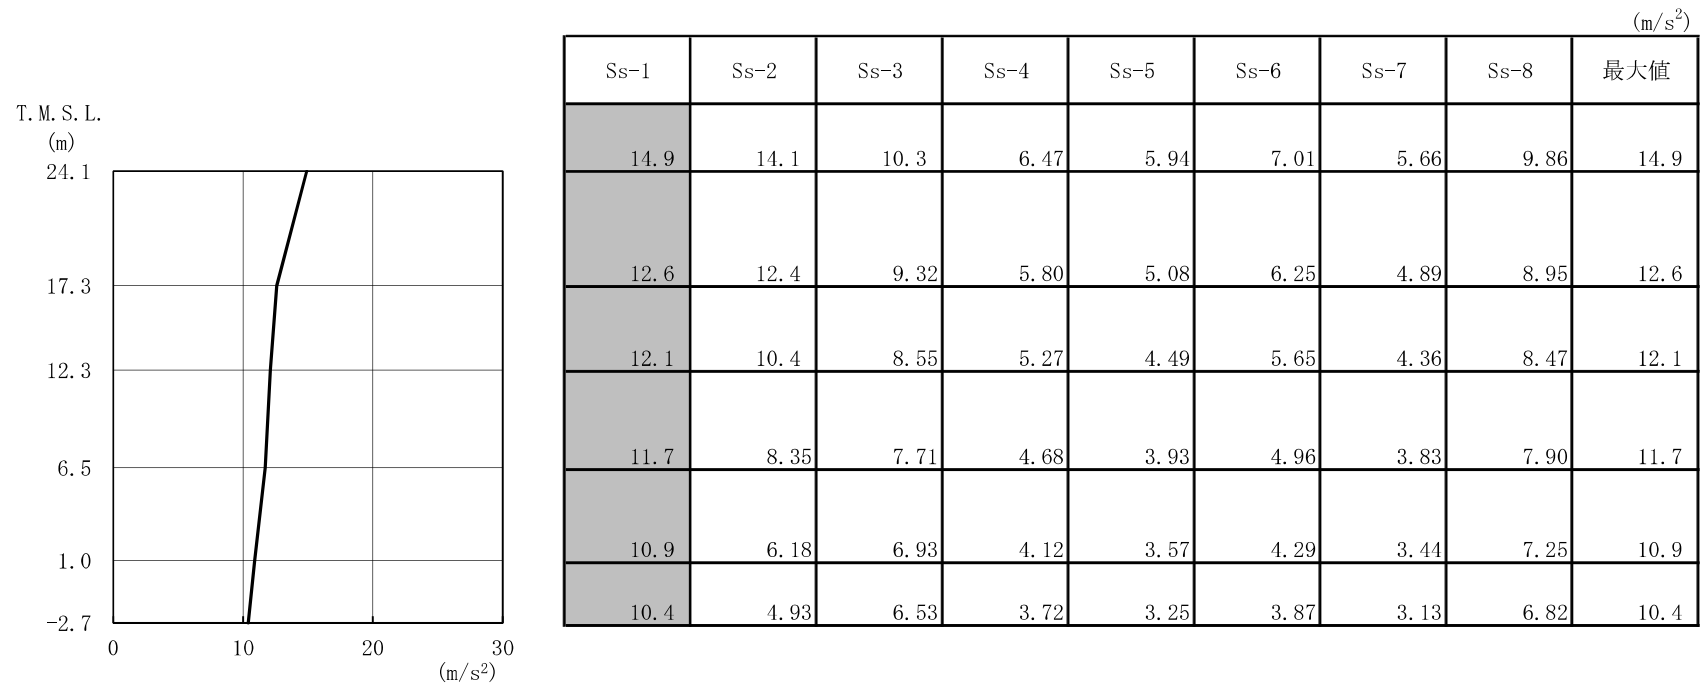 (m/s²)
Ss-1 Ss-2 Ss-3 Ss-4 Ss-5 Ss-6 Ss-7 Ss-8 最大値
T.M.S.L.
(m)
14.9 14.1 10.3 6.47 5.94 7.01 5.66 9.86 14.9
24.1
12.6 12.4 9.32 5.80 5.08 6.25 4.89 8.95 12.6
17.3
12.1 10.4 8.55 5.27 4.49 5.65 4.36 8.47 12.1
12.3
11.7 8.35 7.71 4.68 3.93 4.96 3.83 7.90 11.7
6.5
10.9 6.18 6.93 4.12 3.57 4.29 3.44 7.25 10.9
1.0
10.4 4.93 6.53 3.72 3.25 3.87 3.13 6.82 10.4
-2.7
0 10 20 30
(m/s²)